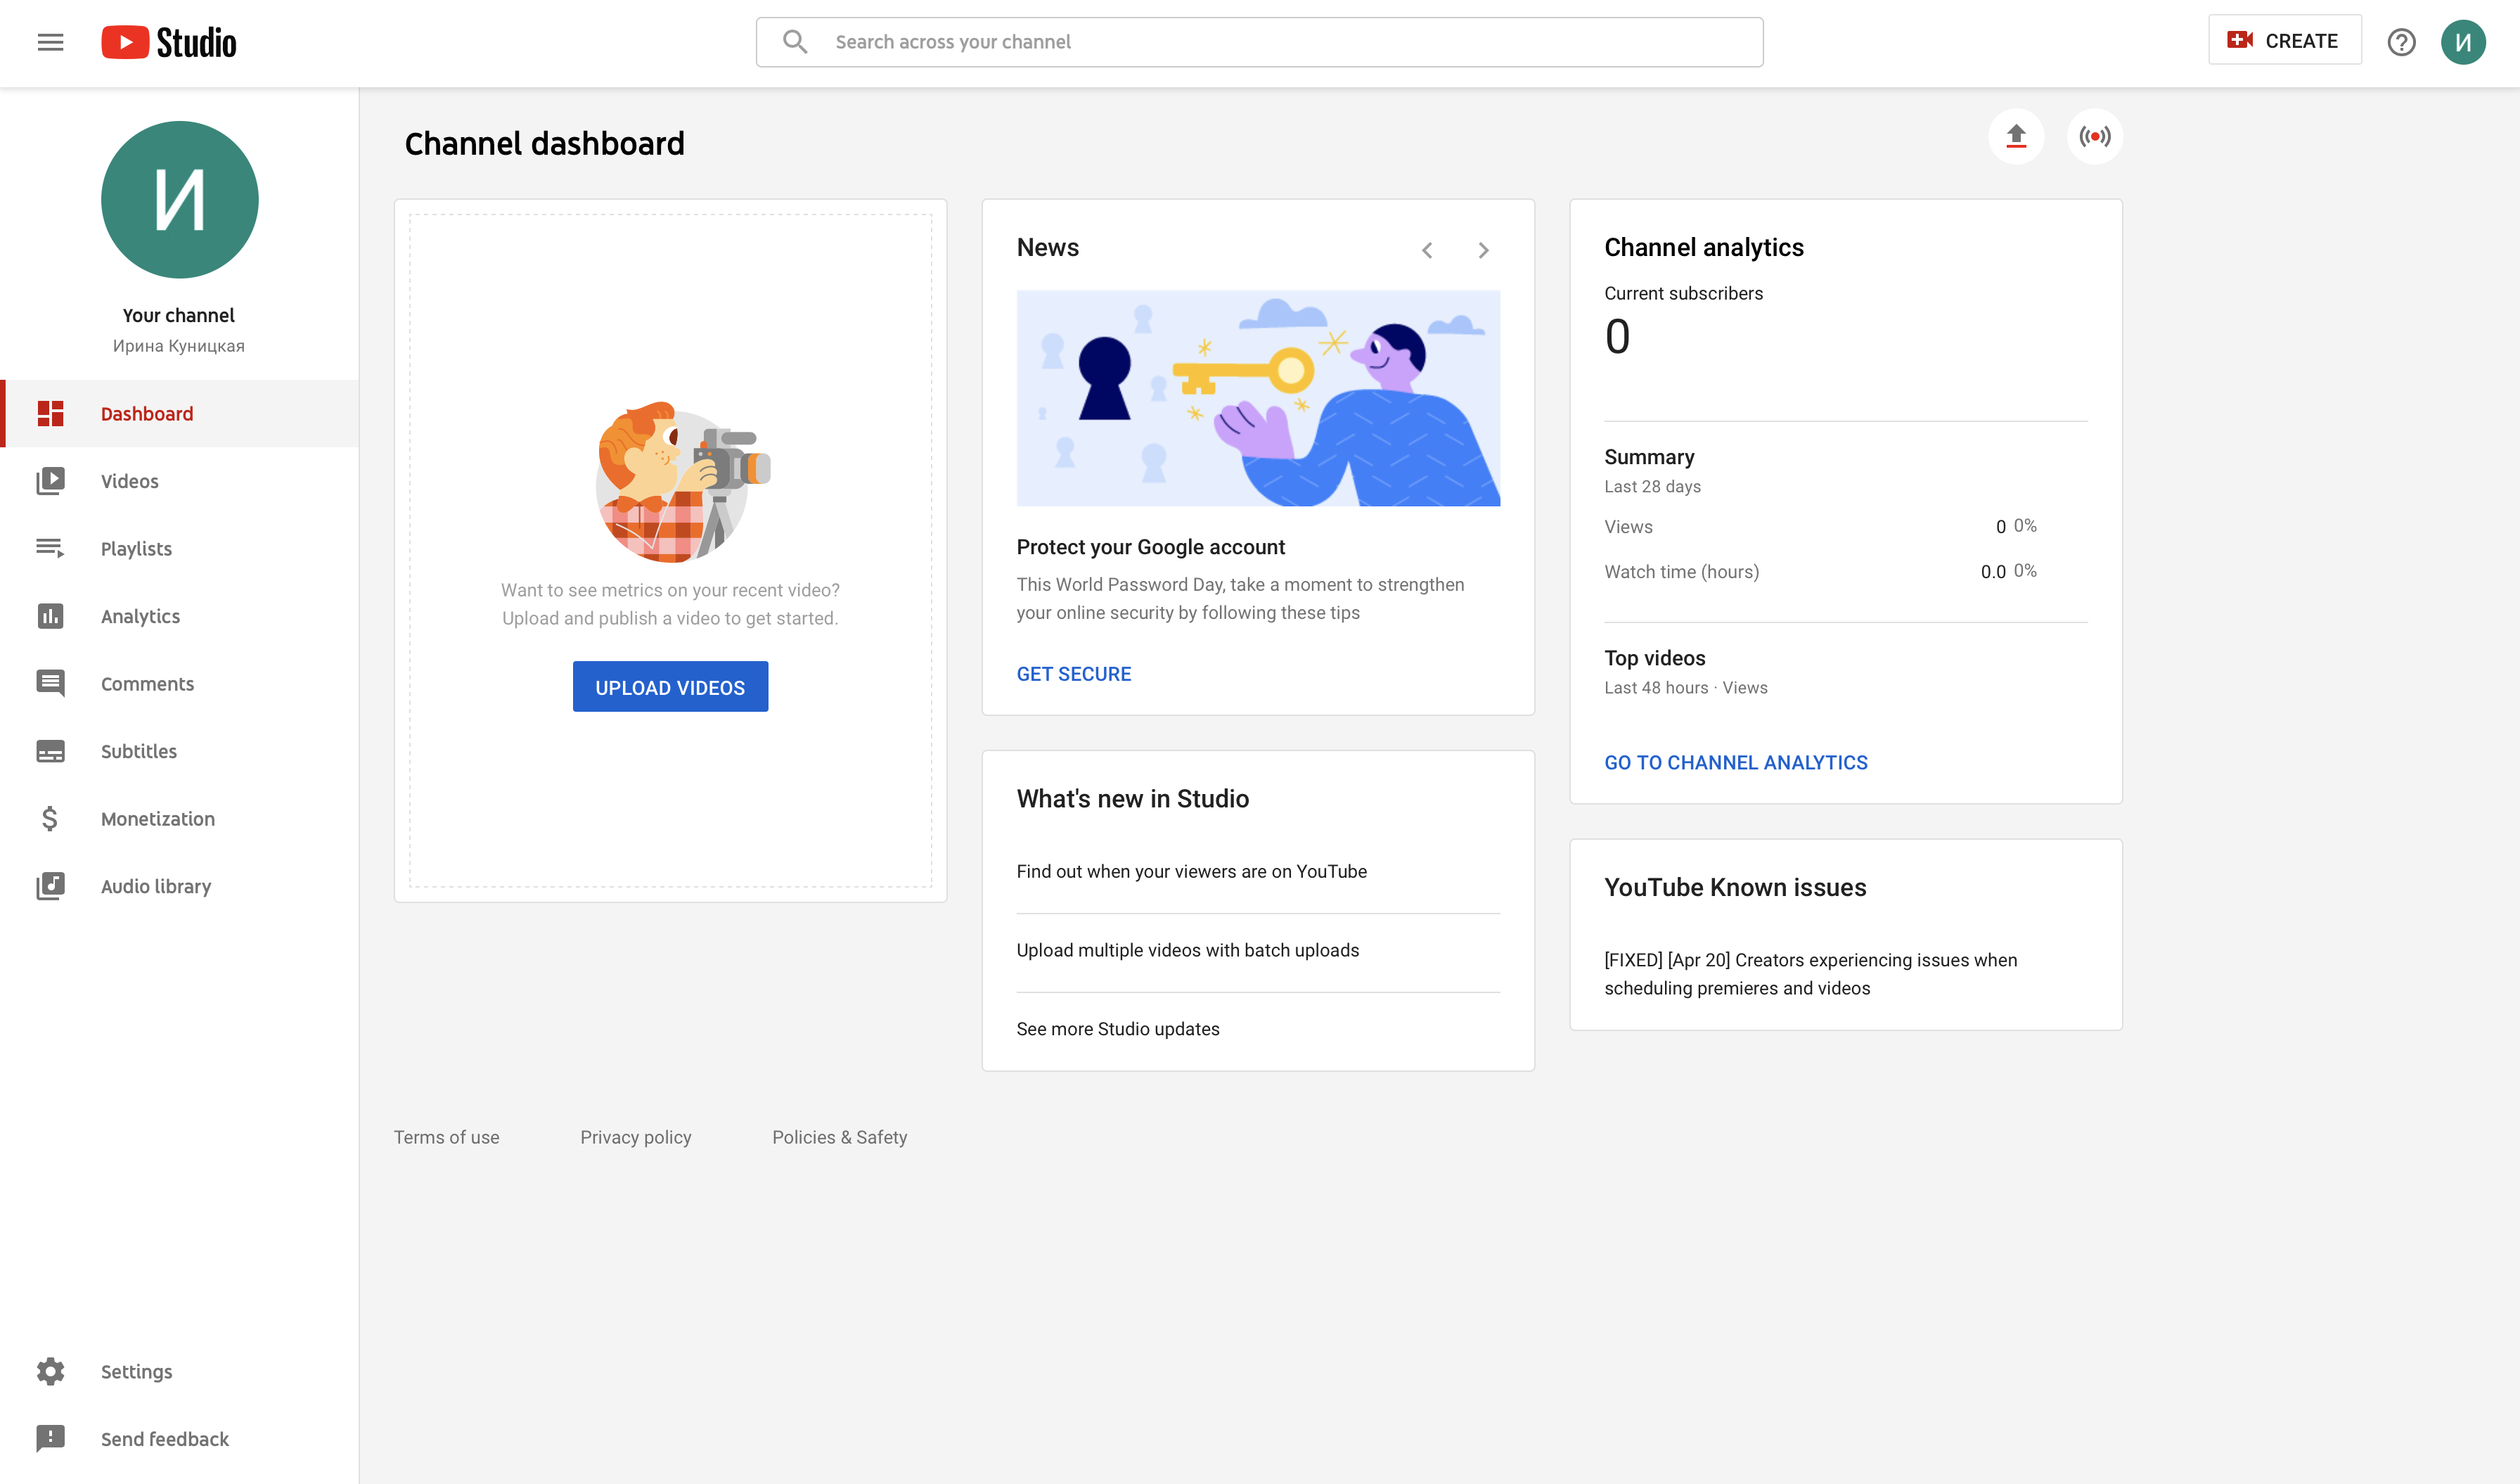 Studio
Search across your channel
CREATE
И
И
Your channel
Ирина Куницкая
Dashboard
Videos
Playlists
Analytics
Comments
Subtitles
Monetization
Audio library
Settings
Send feedback
Channel dashboard
Want to see metrics on your recent video?
Upload and publish a video to get started.
UPLOAD VIDEOS
News
Protect your Google account
This World Password Day, take a moment to strengthen
your online security by following these tips
GET SECURE
What's new in Studio
Find out when your viewers are on YouTube
Upload multiple videos with batch uploads
See more Studio updates
Channel analytics
Current subscribers
0
Summary
Last 28 days
Views 0 0%
Watch time (hours) 0.0 0%
Top videos
Last 48 hours · Views
GO TO CHANNEL ANALYTICS
YouTube Known issues
[FIXED] [Apr 20] Creators experiencing issues when
scheduling premieres and videos
Terms of use Privacy policy Policies & Safety